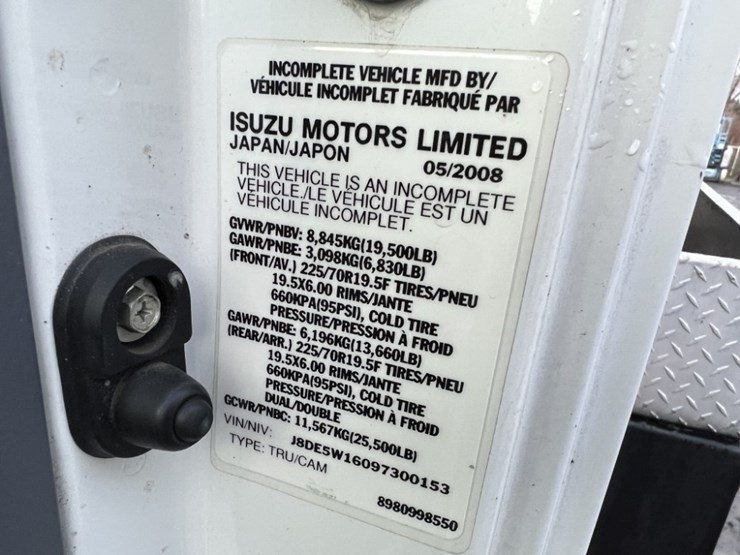 INCOMPLETE VEHICLE MFD BY/
VÉHICULE INCOMPLET FABRIQUÉ PAR
ISUZU MOTORS LIMITED
JAPAN/JAPON 05/2008
THIS VEHICLE IS AN INCOMPLETE
VEHICLE./LE VÉHICULE EST UN
VÉHICULE INCOMPLET.
GVWR/PNBV: 8,845KG(19,500LB)
GAWR/PNBE: 3,098KG(6,830LB)
(FRONT/AV.) 225/70R19.5F TIRES/PNEU
19.5X6.00 RIMS/JANTE
660KPA(95PSI), COLD TIRE
PRESSURE/PRESSION À FROID
GAWR/PNBE: 6,196KG(13,660LB)
(REAR/ARR.) 225/70R19.5F TIRES/PNEU
19.5X6.00 RIMS/JANTE
660KPA(95PSI), COLD TIRE
PRESSURE/PRESSION À FROID
DUAL/DOUBLE
GCWR/PNBC: 11,567KG(25,500LB)
VIN/NIV: J8DE5W16097300153
TYPE: TRU/CAM
8980998550